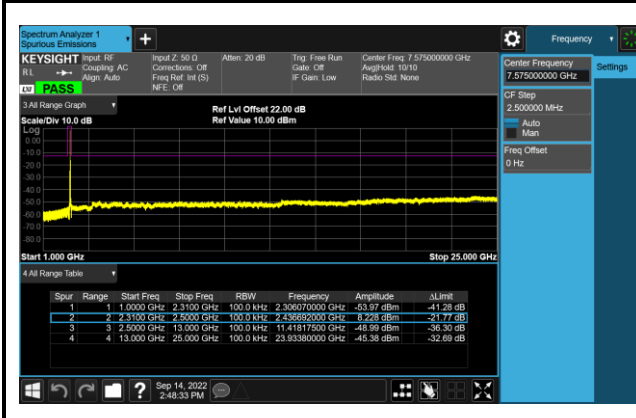 Spectrum Analyzer 1
Spurious Emissions
Frequency
KEYSIGHT
Input: RF
Input Z: 50 Ω
Atten: 20 dB
Trig: Free Run
Center Freq: 7.575000000 GHz
RL
Coupling: AC
Corrections: Off
Gate: Off
Avg|Hold: 10/10
Align: Auto
Freq Ref: Int (S)
IF Gain: Low
Radio Std: None
NFE: Off
LXI
PASS
Center Frequency
7.575000000 GHz
Settings
CF Step
2.500000 MHz
Auto
Man
Freq Offset
0 Hz
3 All Range Graph
Ref Lvl Offset 22.00 dB
Scale/Div 10.0 dB
Ref Value 10.00 dBm
Log
0.00
-10.0
-20.0
-30.0
-40.0
-50.0
-60.0
-70.0
-80.0
Start 1.000 GHz
Stop 25.000 GHz
4 All Range Table
Spur Range Start Freq Stop Freq RBW Frequency Amplitude ΔLimit
1 1 1.0000 GHz 2.3100 GHz 100.0 kHz 2.306070000 GHz -53.97 dBm -41.28 dB
2 2 2.3100 GHz 2.5000 GHz 100.0 kHz 2.436692000 GHz 8.228 dBm -21.77 dB
3 3 2.5000 GHz 13.000 GHz 100.0 kHz 11.41817500 GHz -48.99 dBm -36.30 dB
4 4 13.000 GHz 25.000 GHz 100.0 kHz 23.93380000 GHz -45.38 dBm -32.69 dB
?
Sep 14, 2022
2:48:33 PM